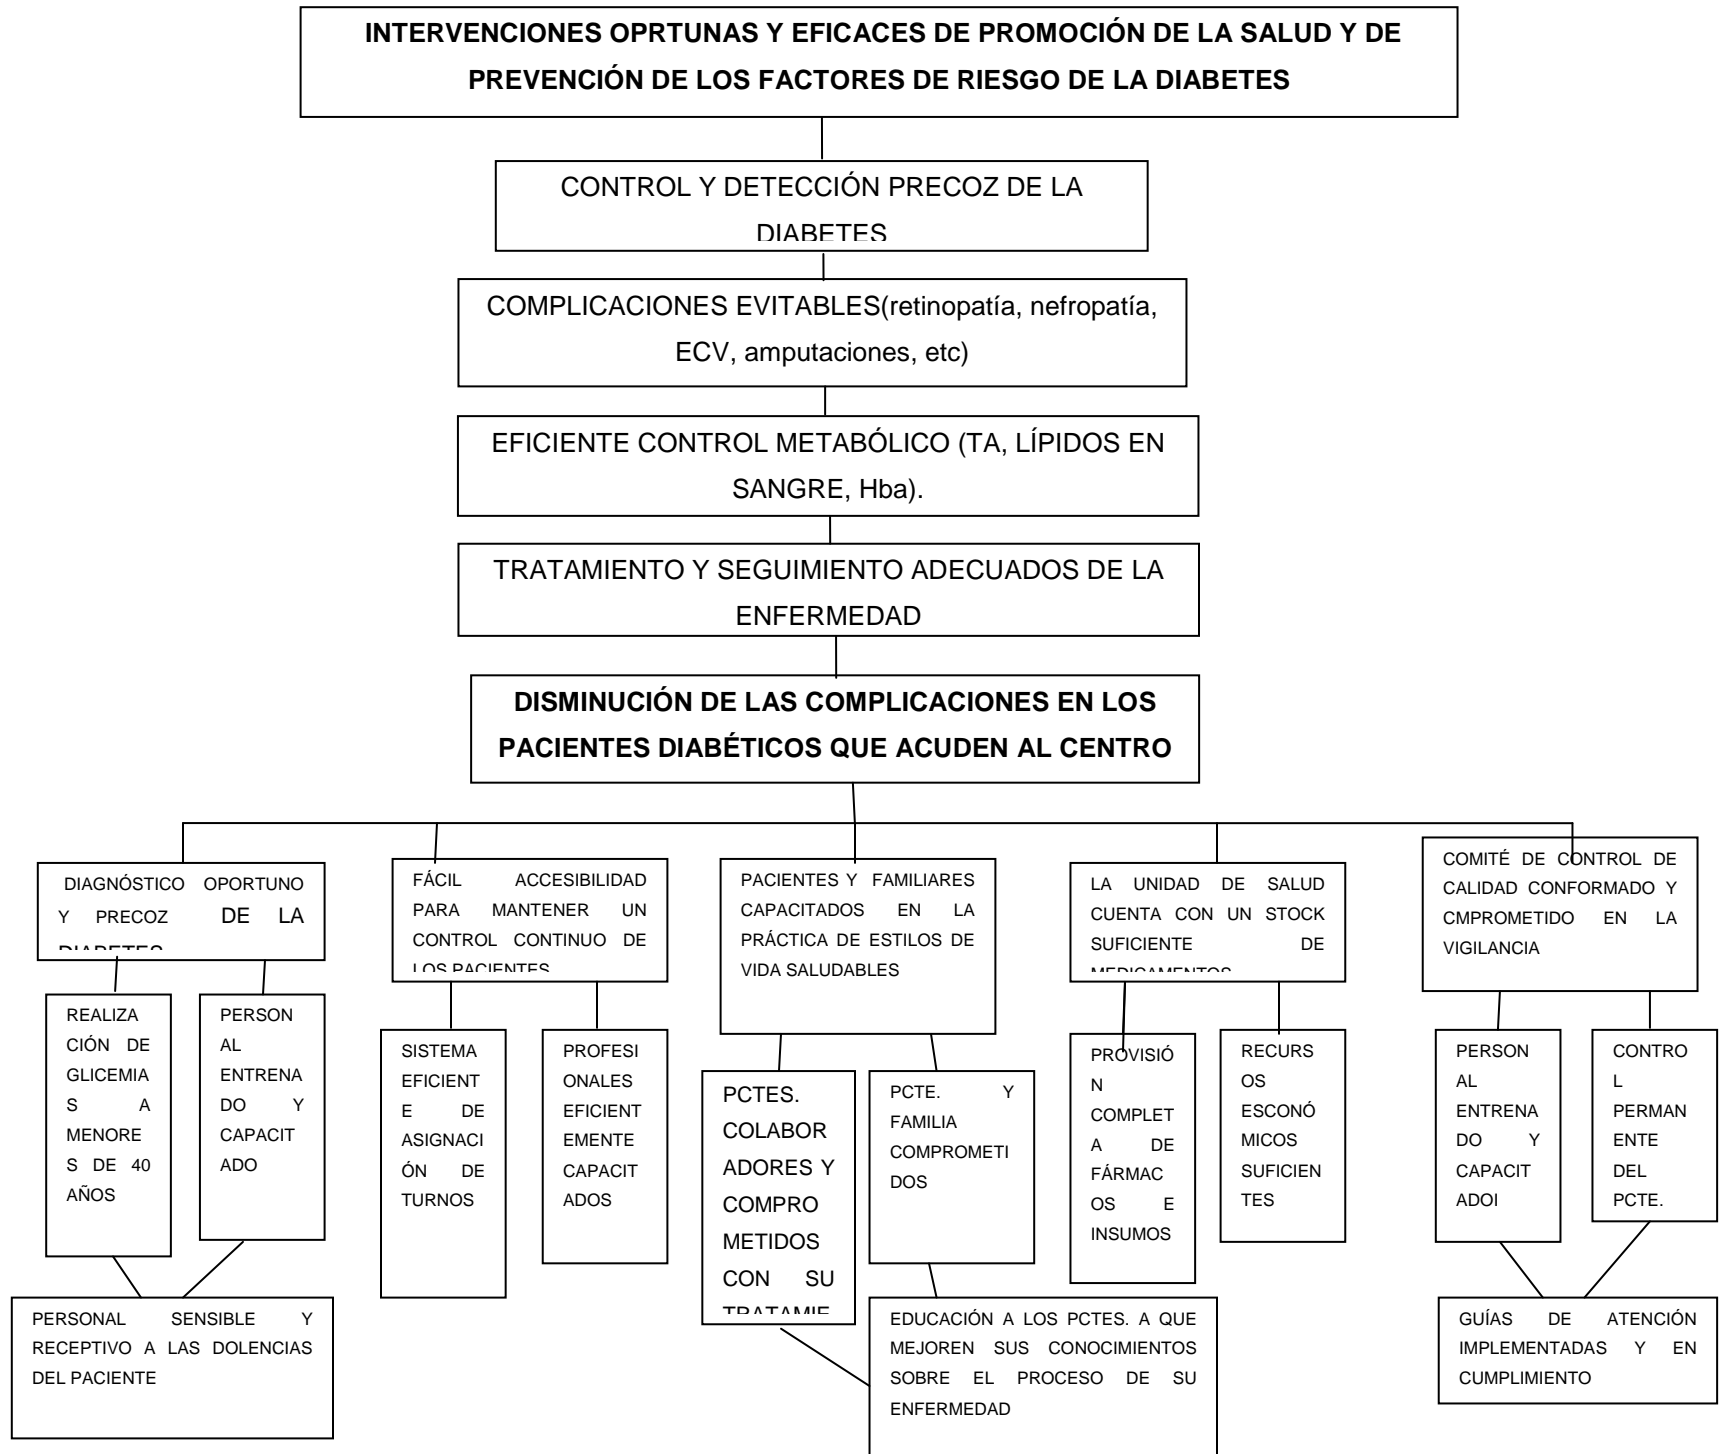 INTERVENCIONES OPRTUNAS Y EFICACES DE PROMOCIÓN DE LA SALUD Y DE
PREVENCIÓN DE LOS FACTORES DE RIESGO DE LA DIABETES
CONTROL Y DETECCIÓN PRECOZ DE LA
DIABETES
COMPLICACIONES EVITABLES(retinopatía, nefropatía,
ECV, amputaciones, etc)
EFICIENTE CONTROL METABÓLICO (TA, LÍPIDOS EN
SANGRE, Hba).
TRATAMIENTO Y SEGUIMIENTO ADECUADOS DE LA
ENFERMEDAD
DISMINUCIÓN DE LAS COMPLICACIONES EN LOS
PACIENTES DIABÉTICOS QUE ACUDEN AL CENTRO
DIAGNÓSTICO OPORTUNO
Y PRECOZ DE LA
DIABETES
FÁCIL ACCESIBILIDAD
PARA MANTENER UN
CONTROL CONTINUO DE
LOS PACIENTES
PACIENTES Y FAMILIARES
CAPACITADOS EN LA
PRÁCTICA DE ESTILOS DE
VIDA SALUDABLES
LA UNIDAD DE SALUD
CUENTA CON UN STOCK
SUFICIENTE DE
MEDICAMENTOS
COMITÉ DE CONTROL DE
CALIDAD CONFORMADO Y
CMPROMETIDO EN LA
VIGILANCIA
REALIZA
CIÓN DE
GLICEMIA
S A
MENORE
S DE 40
AÑOS
PERSON
AL
ENTRENA
DO Y
CAPACIT
ADO
SISTEMA
EFICIENT
E DE
ASIGNACI
ÓN DE
TURNOS
PROFESI
ONALES
EFICIENT
EMENTE
CAPACIT
ADOS
PCTES.
COLABOR
ADORES Y
COMPRO
METIDOS
CON SU
TRATAMIE
PCTE. Y
FAMILIA
COMPROMETI
DOS
PROVISIÓ
N
COMPLET
A DE
FÁRMAC
OS E
INSUMOS
RECURS
OS
ESCONÓ
MICOS
SUFICIEN
TES
PERSON
AL
ENTRENA
DO Y
CAPACIT
ADOI
CONTRO
L
PERMAN
ENTE
DEL
PCTE.
PERSONAL SENSIBLE Y
RECEPTIVO A LAS DOLENCIAS
DEL PACIENTE
EDUCACIÓN A LOS PCTES. A QUE
MEJOREN SUS CONOCIMIENTOS
SOBRE EL PROCESO DE SU
ENFERMEDAD
GUÍAS DE ATENCIÓN
IMPLEMENTADAS Y EN
CUMPLIMIENTO